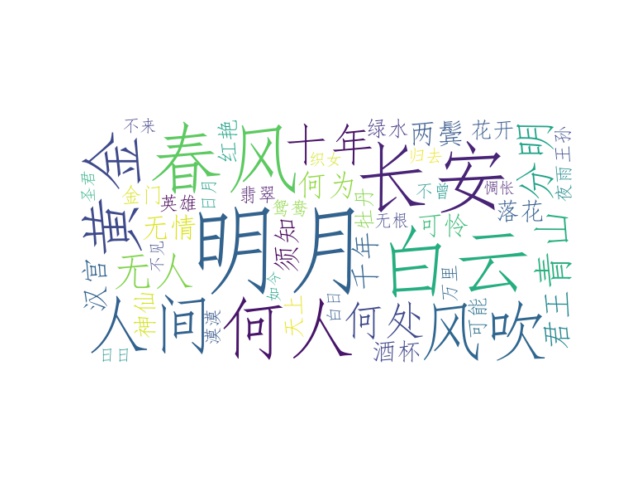 不来
春风
红艳
十年
织女
绿水
两鬓
花开
归去
分明
王孙
夜雨
黄金
圣君
金门
英雄
日月
翡翠
鸳鸯
何为
长安
牡丹
不
惆怅
落花
无情
不见
无人
汉宫
明月
须知
千年
无根
可怜
白云
万里
青山
君王
人间
神仙
漠漠
何人
如今
天上
白日
何处
酒杯
风吹
可能
日日